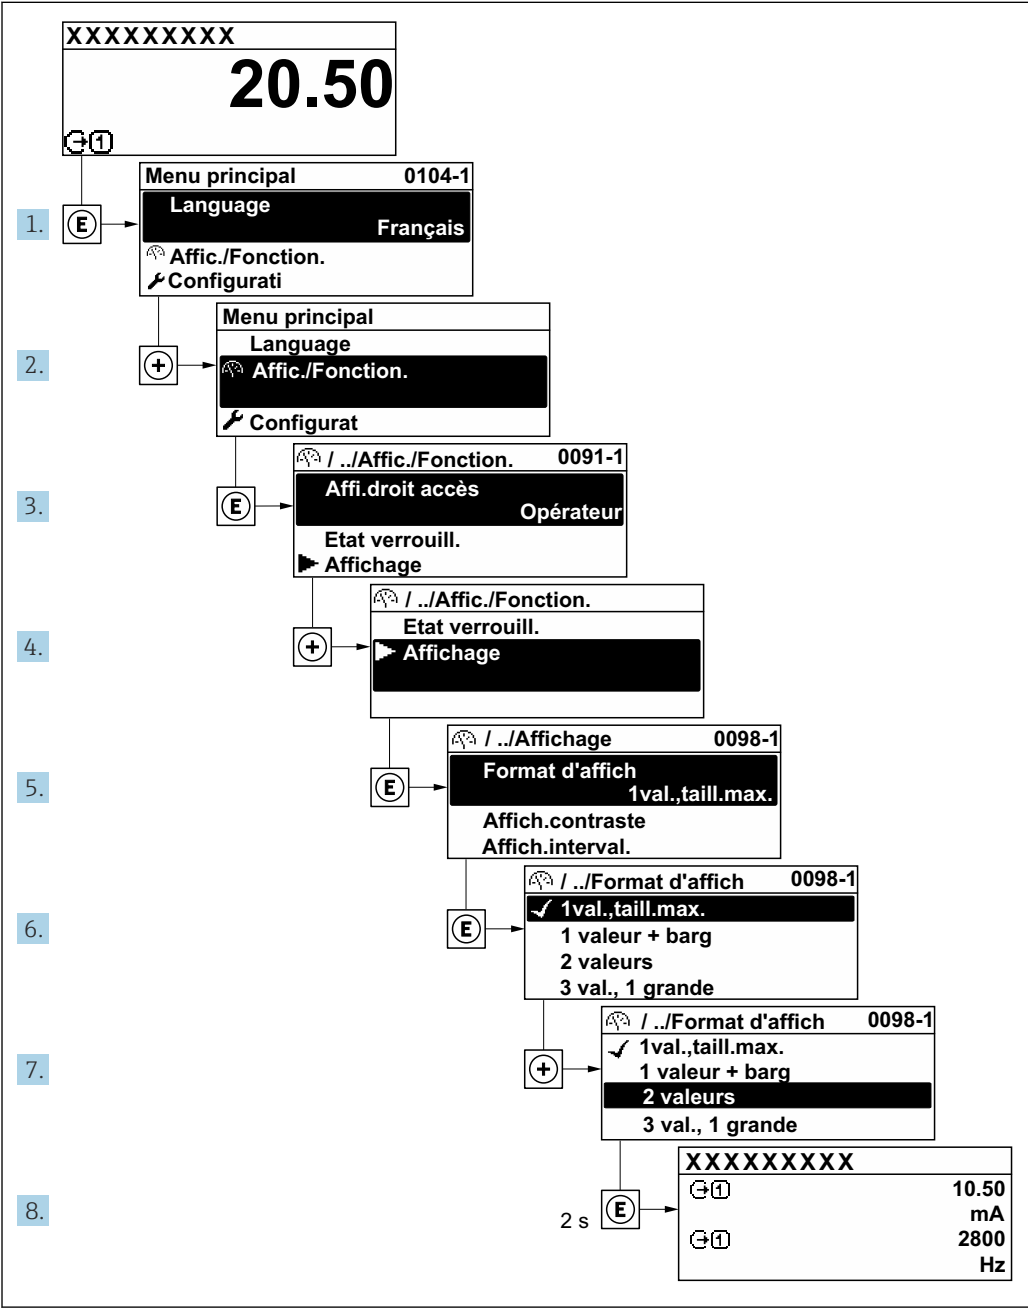 XXXXXXXXX
20.50
1
Menu principal 0104-1
Language
Français
1. E
Affic./Fonction.
Configurati
Menu principal
Language
2. +
Affic./Fonction.
Configurat
/ ../Affic./Fonction. 0091-1
Affi.droit accès
3. E
Opérateur
Etat verrouill.
Affichage
/ ../Affic./Fonction.
Etat verrouill.
4. +
Affichage
/ ../Affichage 0098-1
Format d'affich
5. E
1val.,taill.max.
Affich.contraste
Affich.interval.
/ ../Format d'affich 0098-1
1val.,taill.max.
6. E
1 valeur + barg
2 valeurs
3 val., 1 grande
/ ../Format d'affich 0098-1
1val.,taill.max.
7. +
1 valeur + barg
2 valeurs
3 val., 1 grande
XXXXXXXXX
1 10.50
8. 2 s E
mA
1 2800
Hz